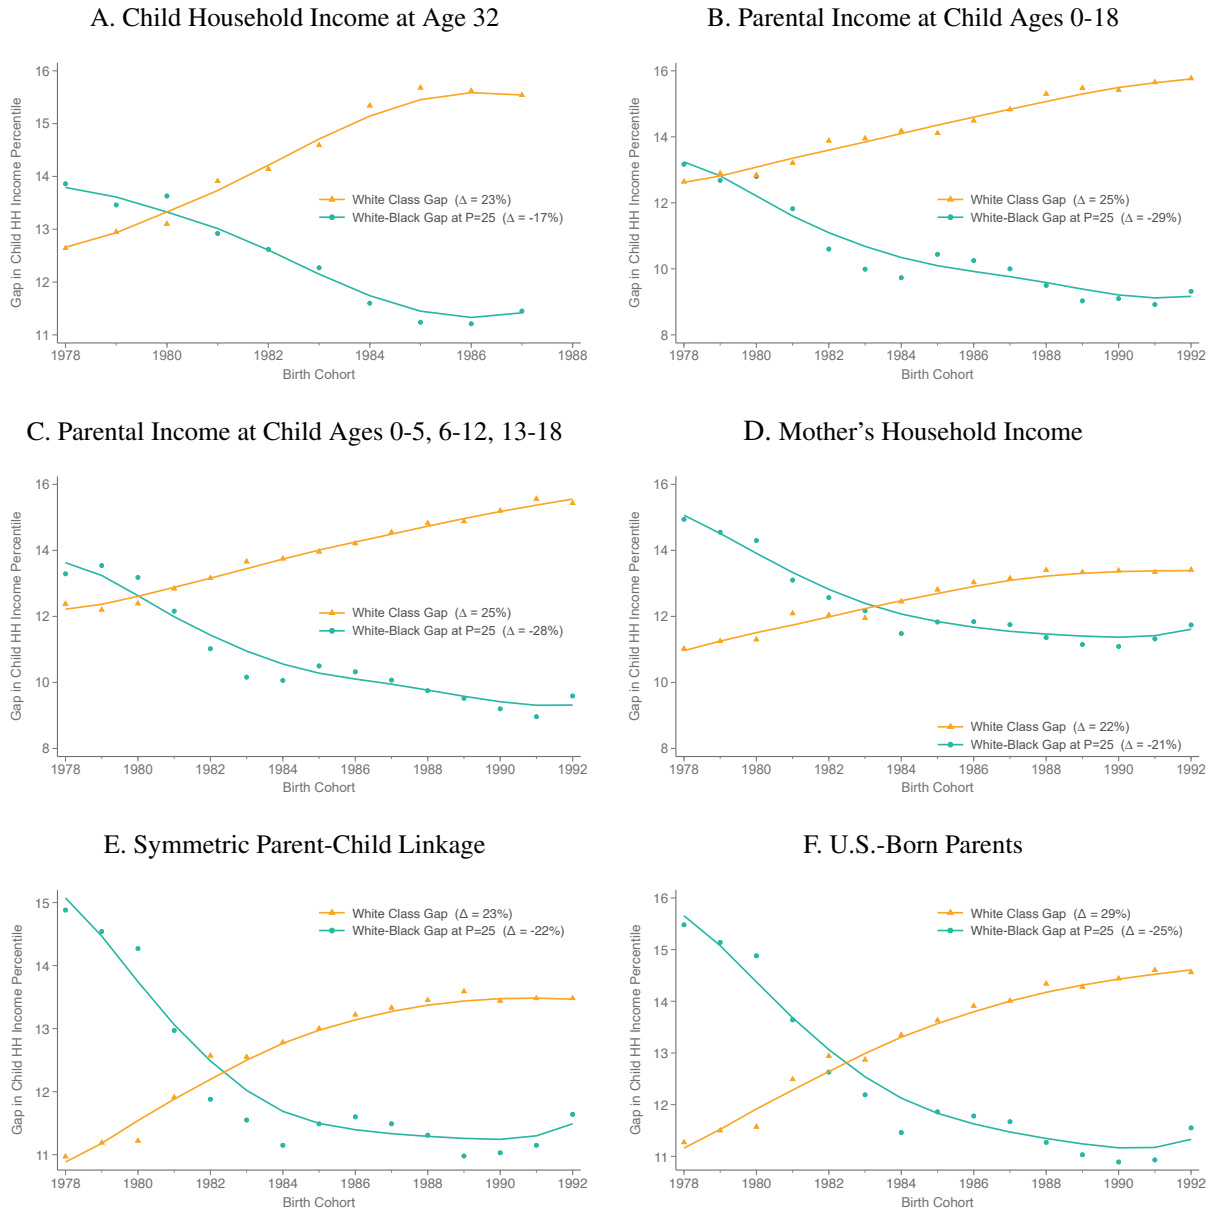 A. Child Household Income at Age 32
16
15
14
13
12
11
Gap in Child HH Income Percentile
White Class Gap (Δ = 23%)
White-Black Gap at P=25 (Δ = -17%)
1978 1980 1982 1984 1986 1988
Birth Cohort
B. Parental Income at Child Ages 0-18
16
14
12
10
8
Gap in Child HH Income Percentile
White Class Gap (Δ = 25%)
White-Black Gap at P=25 (Δ = -29%)
1978 1980 1982 1984 1986 1988 1990 1992
Birth Cohort
C. Parental Income at Child Ages 0-5, 6-12, 13-18
16
14
12
10
8
Gap in Child HH Income Percentile
White Class Gap (Δ = 25%)
White-Black Gap at P=25 (Δ = -28%)
1978 1980 1982 1984 1986 1988 1990 1992
Birth Cohort
D. Mother's Household Income
16
14
12
10
8
Gap in Child HH Income Percentile
White Class Gap (Δ = 22%)
White-Black Gap at P=25 (Δ = -21%)
1978 1980 1982 1984 1986 1988 1990 1992
Birth Cohort
E. Symmetric Parent-Child Linkage
15
14
13
12
11
Gap in Child HH Income Percentile
White Class Gap (Δ = 23%)
White-Black Gap at P=25 (Δ = -22%)
1978 1980 1982 1984 1986 1988 1990 1992
Birth Cohort
F. U.S.-Born Parents
16
15
14
13
12
11
Gap in Child HH Income Percentile
White Class Gap (Δ = 29%)
White-Black Gap at P=25 (Δ = -25%)
1978 1980 1982 1984 1986 1988 1990 1992
Birth Cohort